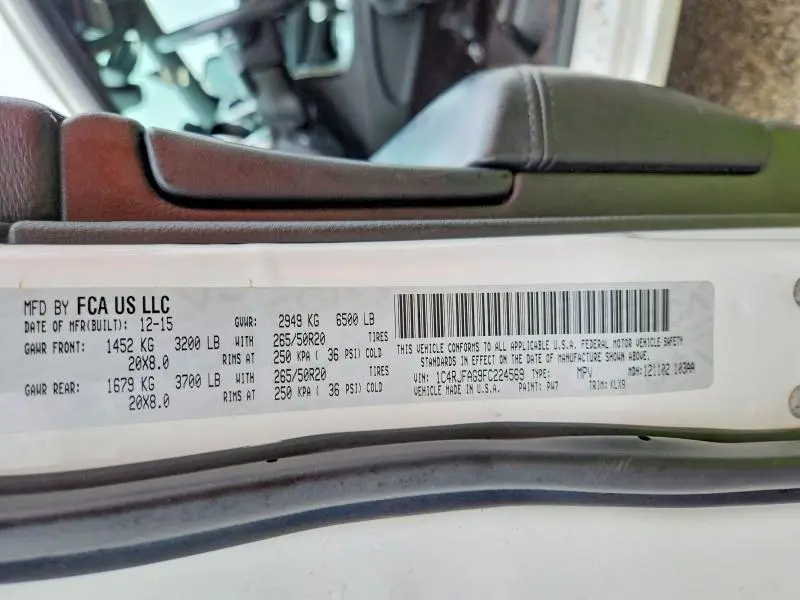 MFD BY FCA US LLC
DATE OF MFR(BUILT): 12-15 GVWR: 2949 KG 6500 LB
GAWR FRONT: 1452 KG 3200 LB WITH 265/50R20 TIRES
20X8.0 RIMS AT 250 KPA ( 36 PSI) COLD
GAWR REAR: 1679 KG 3700 LB WITH 265/50R20 TIRES
20X8.0 RIMS AT 250 KPA ( 36 PSI) COLD
THIS VEHICLE CONFORMS TO ALL APPLICABLE U.S.A. FEDERAL MOTOR VEHICLE SAFETY
STANDARDS IN EFFECT ON THE DATE OF MANUFACTURE SHOWN ABOVE.
VIN: 1C4RJFAG9FC224569 TYPE: MPV MDH:121102 103AA
VEHICLE MADE IN U.S.A. PAINT: PW7 TRIM: KLX9